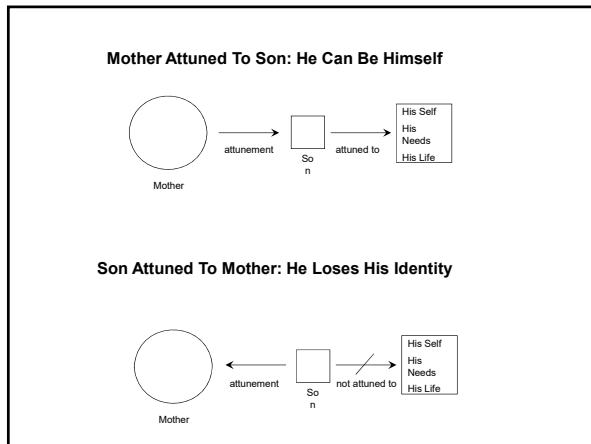 Mother Attuned To Son: He Can Be Himself
His Self
His
Needs
His Life
attunement
attuned to
So
n
Mother
Son Attuned To Mother: He Loses His Identity
His Self
His
Needs
His Life
attunement
not attuned to
So
n
Mother